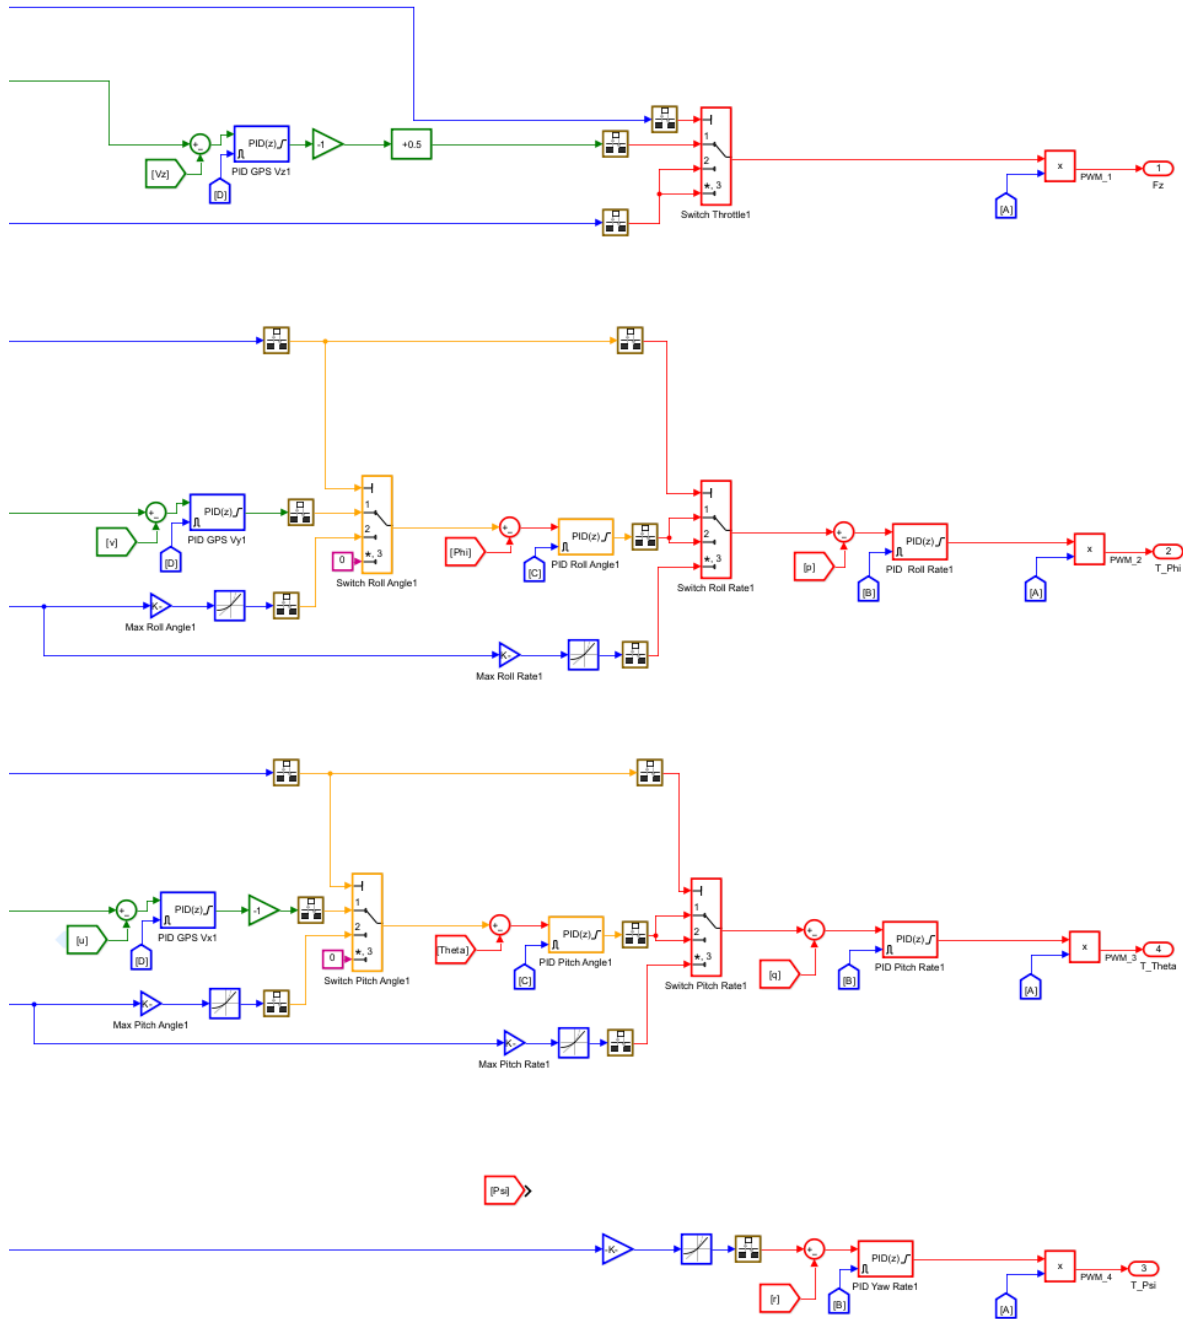 +_
PID(z)
-1
+0.5
[Vz]
[D]
PID GPS Vz1
1
2
*, 3
Switch Throttle1
[A]
x
PWM_1
1
Fz
+_
[v]
[D]
PID(z)
PID GPS Vy1
1
2
*, 3
0
Switch Roll Angle1
+_
[Phi]
[C]
PID(z)
PID Roll Angle1
1
2
*, 3
Switch Roll Rate1
+_
[p]
[B]
PID(z)
PID Roll Rate1
[A]
x
PWM_2
2
T_Phi
-K-
Max Roll Angle1
-K-
Max Roll Rate1
+_
[u]
[D]
PID(z)
PID GPS Vx1
-1
1
2
*, 3
0
Switch Pitch Angle1
+_
[Theta]
[C]
PID(z)
PID Pitch Angle1
1
2
*, 3
Switch Pitch Rate1
+_
[q]
[B]
PID(z)
PID Pitch Rate1
[A]
x
PWM_3
4
T_Theta
-K-
Max Pitch Angle1
-K-
Max Pitch Rate1
[Psi]
-K-
+_
[r]
[B]
PID(z)
PID Yaw Rate1
[A]
x
PWM_4
3
T_Psi